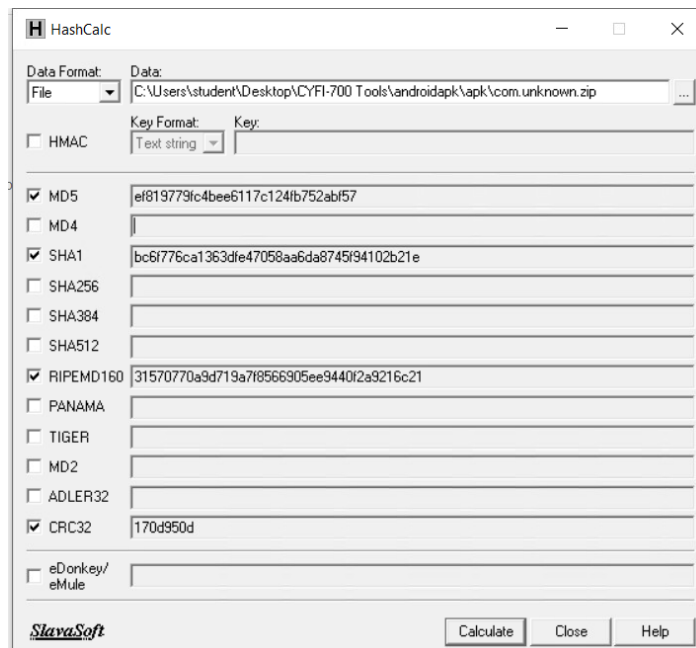 H HashCalc
Data Format: Data:
File C:\Users\student\Desktop\CYFI-700 Tools\androidapk\apk\com.unknown.zip ...
Key Format: Key:
HMAC Text string
MD5 ef819779fc4bee6117c124fb752abf57
MD4
SHA1 bc6f776ca1363dfe47058aa6da8745f94102b21e
SHA256
SHA384
SHA512
RIPEMD160 31570770a9d719a7f8566905ee9440f2a9216c21
PANAMA
TIGER
MD2
ADLER32
CRC32 170d950d
eDonkey/
eMule
SlavaSoft Calculate Close Help